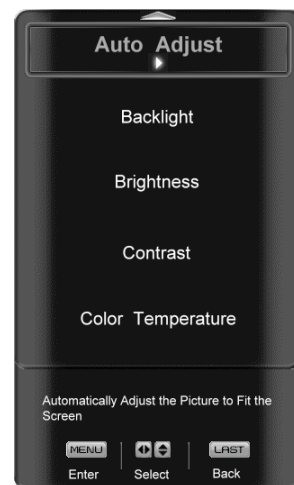 Auto Adjust
Backlight
Brightness
Contrast
Color Temperature
Automatically Adjust the Picture to Fit the
Screen
MENU LAST
Enter Select Back